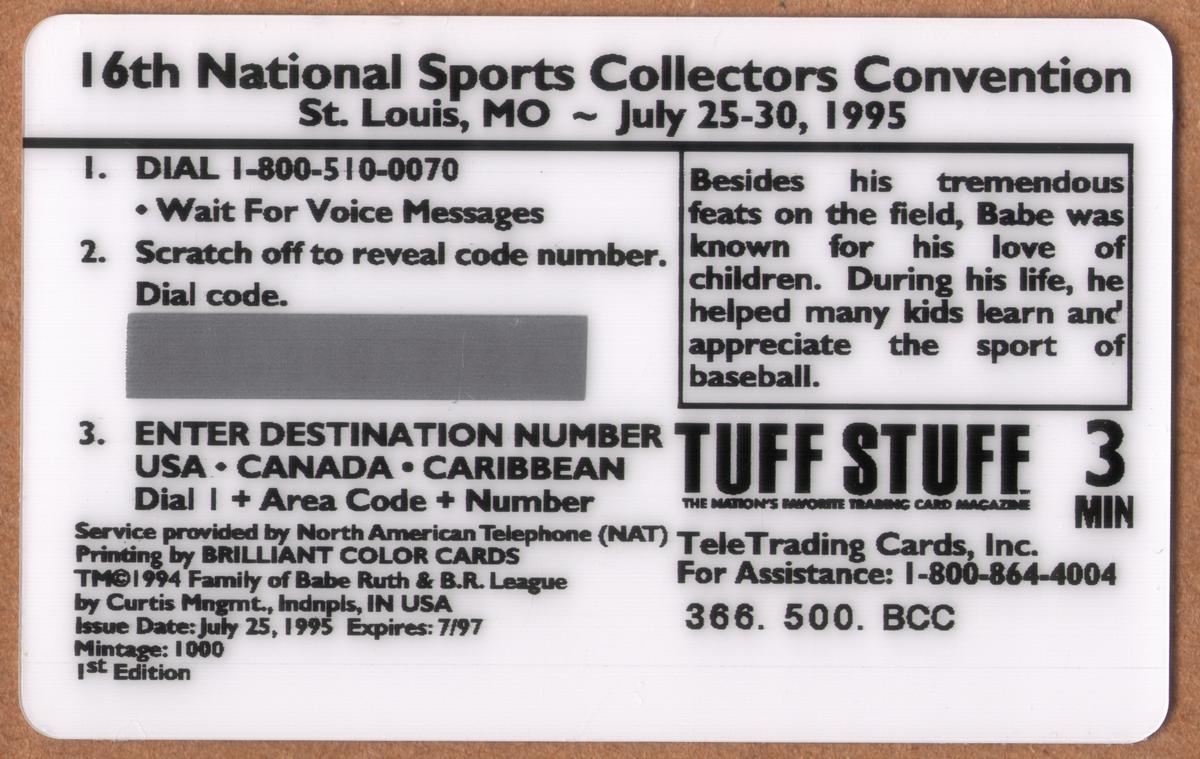 16th National Sports Collectors Convention
St. Louis, MO ~ July 25-30, 1995
1. DIAL 1-800-510-0070
• Wait For Voice Messages
2. Scratch off to reveal code number.
Dial code.
3. ENTER DESTINATION NUMBER
USA • CANADA • CARIBBEAN
Dial 1 + Area Code + Number
Service provided by North American Telephone (NAT)
Printing by BRILLIANT COLOR CARDS
TM©1994 Family of Babe Ruth & B.R. League
by Curtis Mngmt., Indnpls, IN USA
Issue Date: July 25, 1995 Expires: 7/97
Mintage: 1000
1st Edition
Besides his tremendous
feats on the field, Babe was
known for his love of
children. During his life, he
helped many kids learn and
appreciate the sport of
baseball.
TUFF STUFF
THE NATION'S FAVORITE TRADING CARD MAGAZINE
3
MIN
TeleTrading Cards, Inc.
For Assistance: 1-800-864-4004
366. 500. BCC